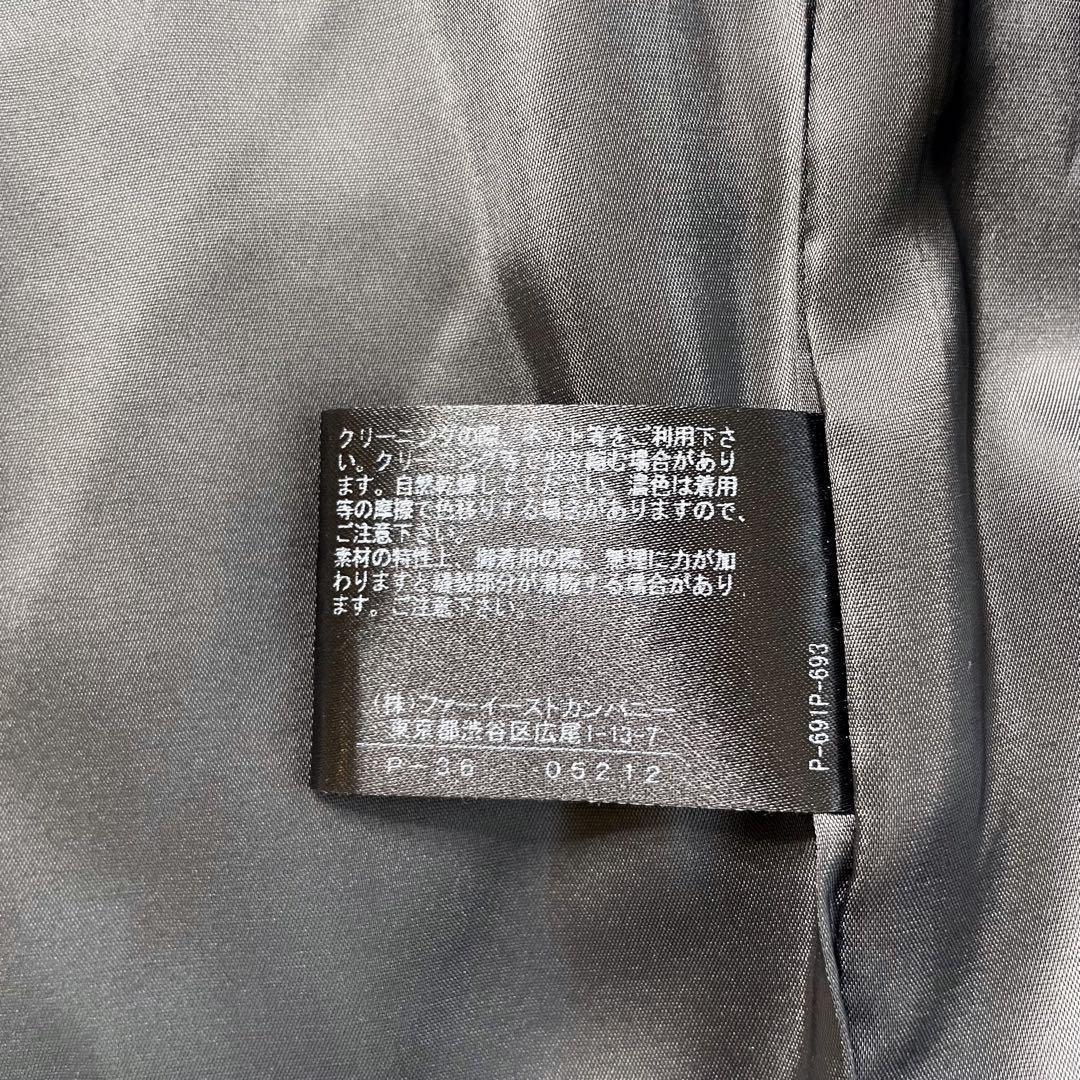 クリーニングの際、ネット等をご利用下さ
い。クリーニング等で少々縮む場合があり
ます。自然乾燥してください。濃色は着用
等の摩擦で色移りする場合がありますので、
ご注意下さい。
素材の特性上、御着用の際、無理に力が加
わりますと縫製部分が滑脱する場合があり
ます。ご注意下さい。
(株)ファーイーストカンパニー
東京都渋谷区広尾1-13-7
P-36 05212
P-691P-693